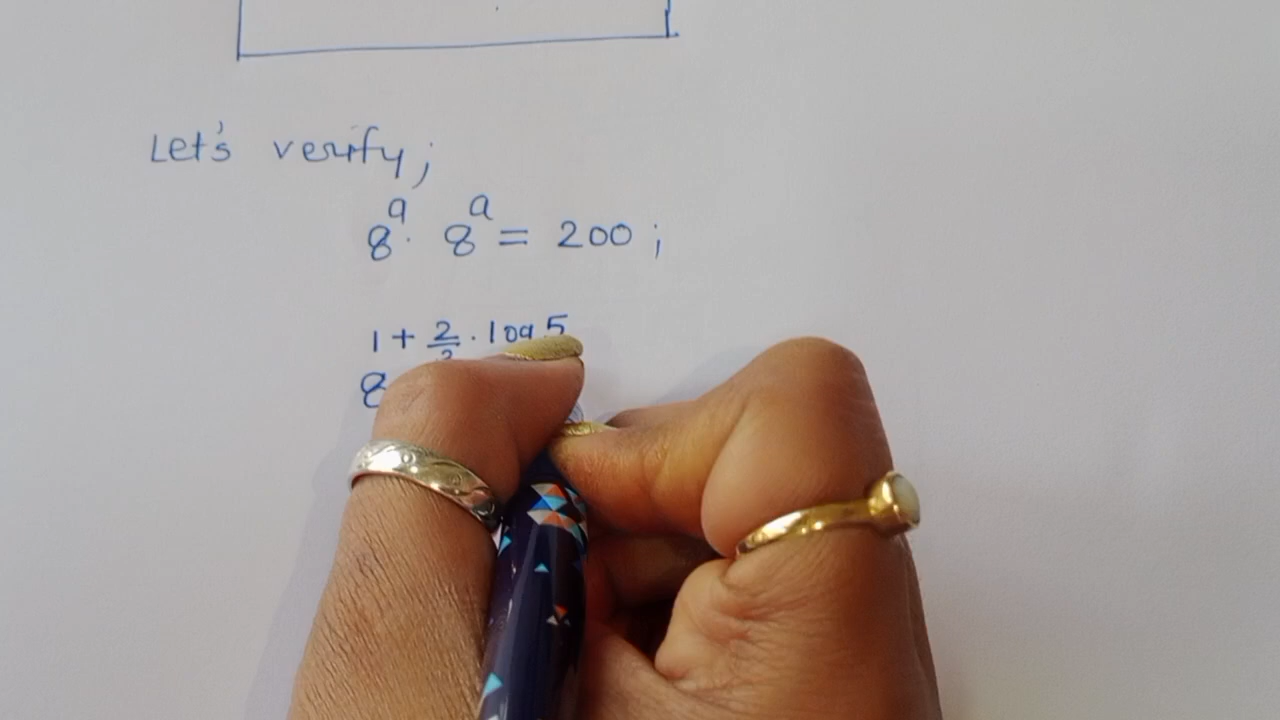 Let's verify;
8^a · 8^a = 200 ;
1 + 2/3 · log 5
8